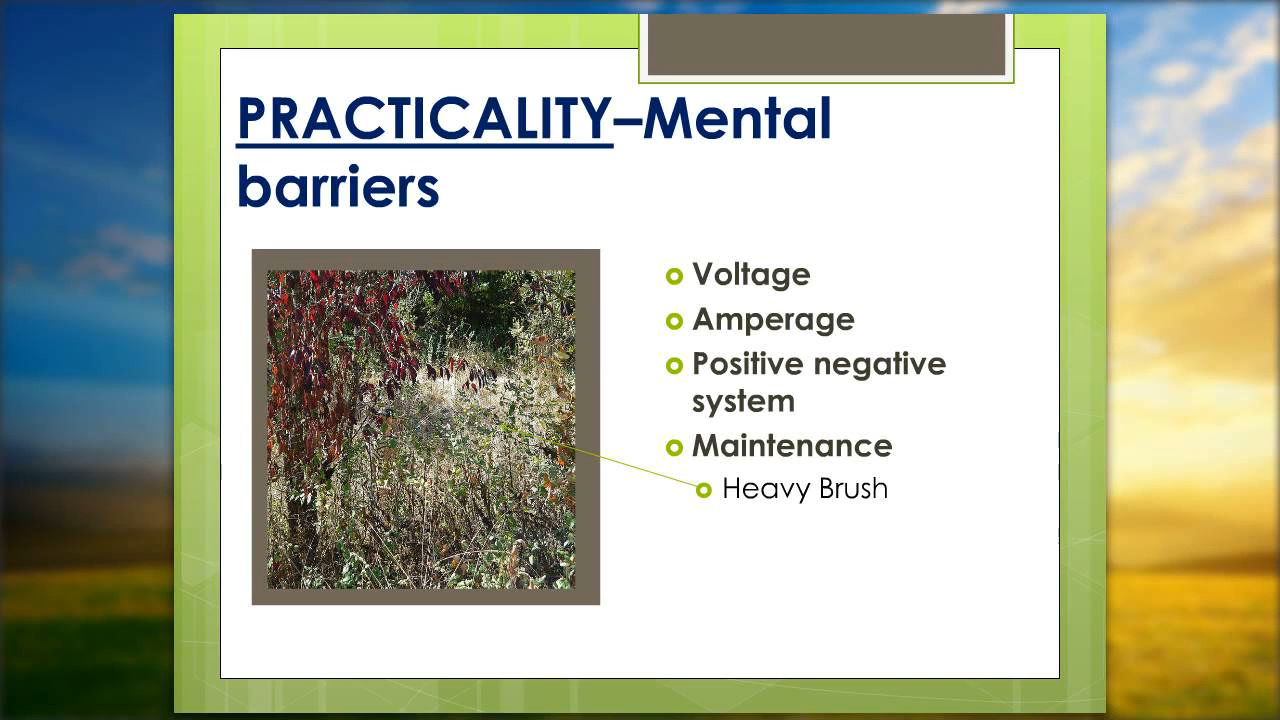 PRACTICALITY–Mental
barriers
Voltage
Amperage
Positive negative
system
Maintenance
Heavy Brush